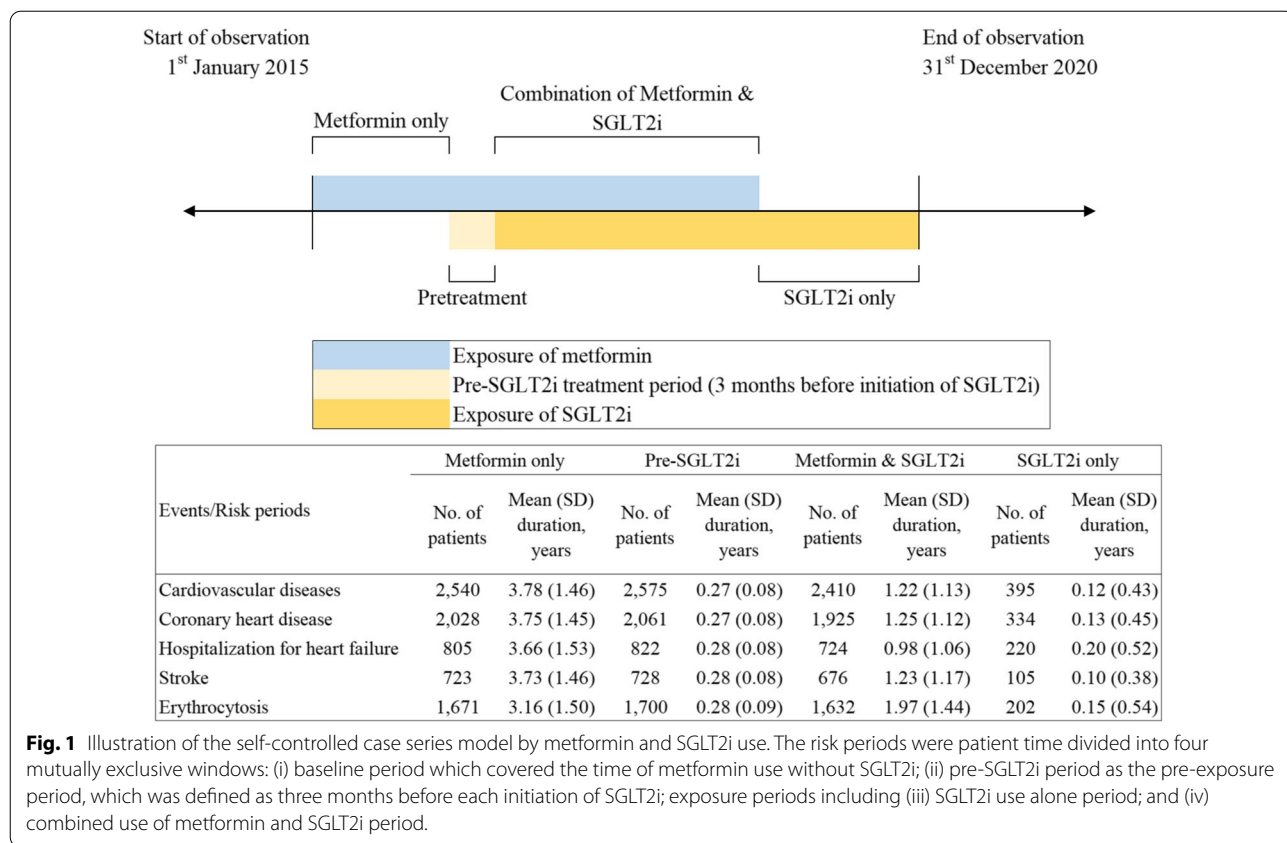 Start of observation
1st January 2015
End of observation
31st December 2020
Combination of Metformin &
SGLT2i
Metformin only
Pretreatment
SGLT2i only
Exposure of metformin
Pre-SGLT2i treatment period (3 months before initiation of SGLT2i)
Exposure of SGLT2i
Metformin only Pre-SGLT2i Metformin & SGLT2i SGLT2i only
Events/Risk periods No. of patients Mean (SD) duration, years No. of patients Mean (SD) duration, years No. of patients Mean (SD) duration, years No. of patients Mean (SD) duration, years
Cardiovascular diseases 2,540 3.78 (1.46) 2,575 0.27 (0.08) 2,410 1.22 (1.13) 395 0.12 (0.43)
Coronary heart disease 2,028 3.75 (1.45) 2,061 0.27 (0.08) 1,925 1.25 (1.12) 334 0.13 (0.45)
Hospitalization for heart failure 805 3.66 (1.53) 822 0.28 (0.08) 724 0.98 (1.06) 220 0.20 (0.52)
Stroke 723 3.73 (1.46) 728 0.28 (0.08) 676 1.23 (1.17) 105 0.10 (0.38)
Erythrocytosis 1,671 3.16 (1.50) 1,700 0.28 (0.09) 1,632 1.97 (1.44) 202 0.15 (0.54)
Fig. 1 Illustration of the self-controlled case series model by metformin and SGLT2i use. The risk periods were patient time divided into four
mutually exclusive windows: (i) baseline period which covered the time of metformin use without SGLT2i; (ii) pre-SGLT2i period as the pre-exposure
period, which was defined as three months before each initiation of SGLT2i; exposure periods including (iii) SGLT2i use alone period; and (iv)
combined use of metformin and SGLT2i period.